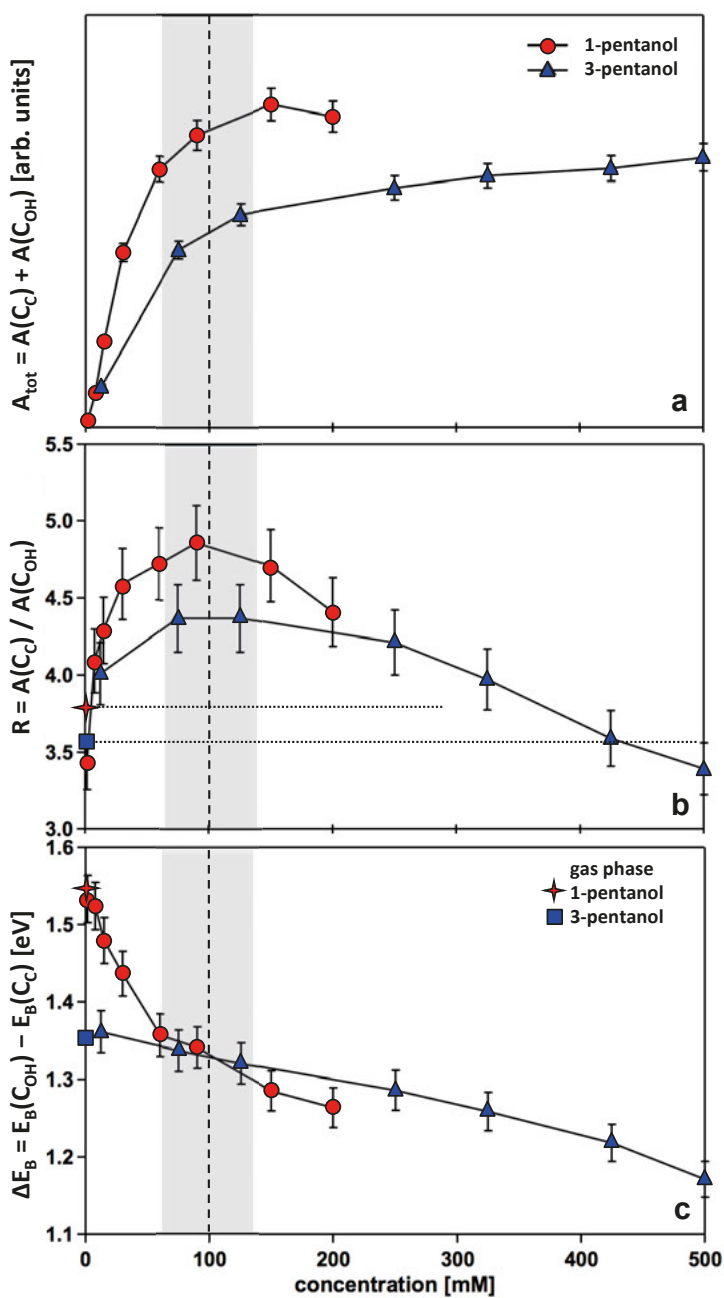 A_tot = A(C_C) + A(C_OH) [arb. units]
1-pentanol
3-pentanol
a
R = A(C_C) / A(C_OH)
5.5
5.0
4.5
4.0
3.5
3.0
b
ΔE_B = E_B(C_OH) − E_B(C_C) [eV]
1.6
1.5
1.4
1.3
1.2
1.1
gas phase
1-pentanol
3-pentanol
c
0 100 200 300 400 500
concentration [mM]